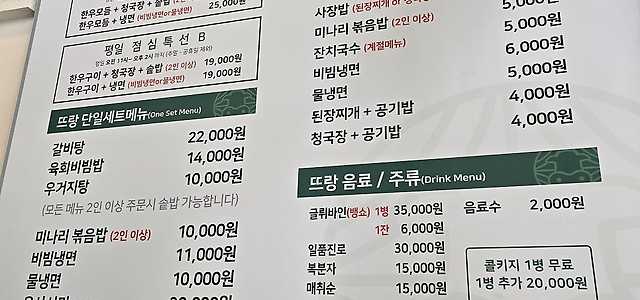 한우모듬 + 청국장 + 솥밥 (2인 이상)
한우모듬 + 냉면 (비빔냉면or물냉면) 25,000원
평일 점심특선 B
평일 오전 11시~ 오후 2시 까지 (주말·공휴일 제외)
한우구이 + 청국장 + 솥밥 (2인 이상) 19,000원
한우구이 + 냉면 (비빔냉면or물냉면) 19,000원
뜨랑 단일세트메뉴(One Set Menu)
갈비탕 22,000원
육회비빔밥 14,000원
우거지탕 10,000원
(모든 메뉴 2인 이상 주문시 솥밥 가능합니다)
미나리 볶음밥 (2인 이상) 10,000원
비빔냉면 11,000원
물냉면 10,000원
사장밥 (된장찌개 or 청국장)
미나리 볶음밥 (2인 이상) 5,000원
잔치국수 (계절메뉴) 6,000원
비빔냉면 5,000원
물냉면 5,000원
된장찌개 + 공기밥 4,000원
청국장 + 공기밥 4,000원
뜨랑 음료 / 주류(Drink Menu)
글뤼바인(뱅쇼) 1병 35,000원 음료수 2,000원
1잔 6,000원
일품진로 30,000원
복분자 15,000원
매취순 15,000원
콜키지 1병 무료
1병 추가 20,000원